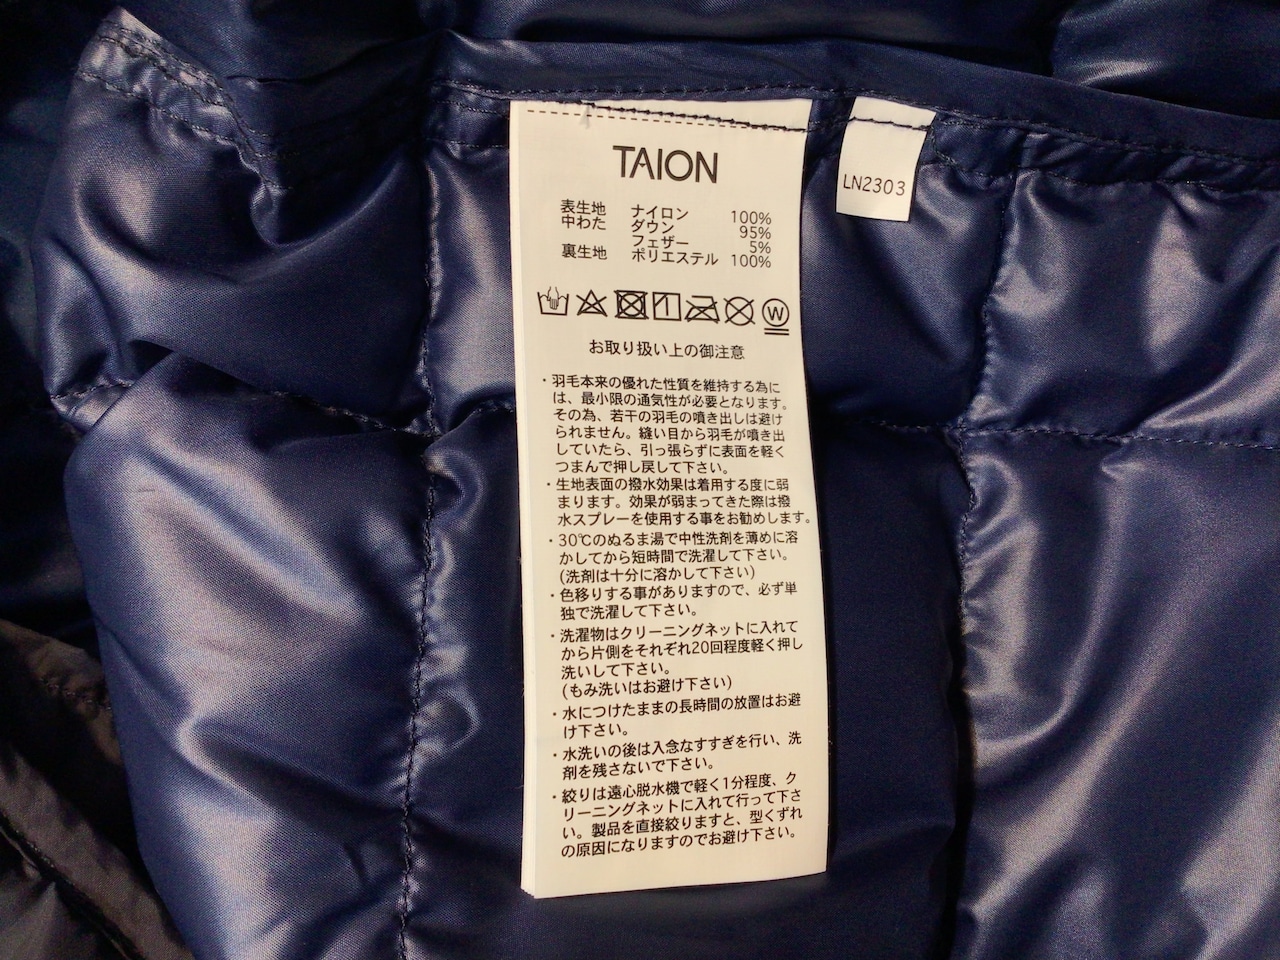 TAION
表生地 ナイロン 100%
中わた ダウン 95%
フェザー 5%
裏生地 ポリエステル 100%
W
お取り扱い上の御注意
・羽毛本来の優れた性質を維持する為に
は、最小限の通気性が必要となります。
その為、若干の羽毛の噴き出しは避け
られません。縫い目から羽毛が噴き出
していたら、引っ張らずに表面を軽く
つまんで押し戻して下さい。
・生地表面の撥水効果は着用する度に弱
まります。効果が弱まってきた際は撥
水スプレーを使用する事をお勧めします。
・30℃のぬるま湯で中性洗剤を薄めに溶
かしてから短時間で洗濯して下さい。
(洗剤は十分に溶かして下さい)
・色移りする事がありますので、必ず単
独で洗濯して下さい。
・洗濯物はクリーニングネットに入れて
から片側をそれぞれ20回程度軽く押し
洗いして下さい。
(もみ洗いはお避け下さい)
・水につけたままの長時間の放置はお避
け下さい。
・水洗いの後は入念なすすぎを行い、洗
剤を残さないで下さい。
・絞りは遠心脱水機で軽く1分程度、ク
リーニングネットに入れて行って下さ
い。製品を直接絞りますと、型くずれ
の原因になりますのでお避け下さい。
LN2303